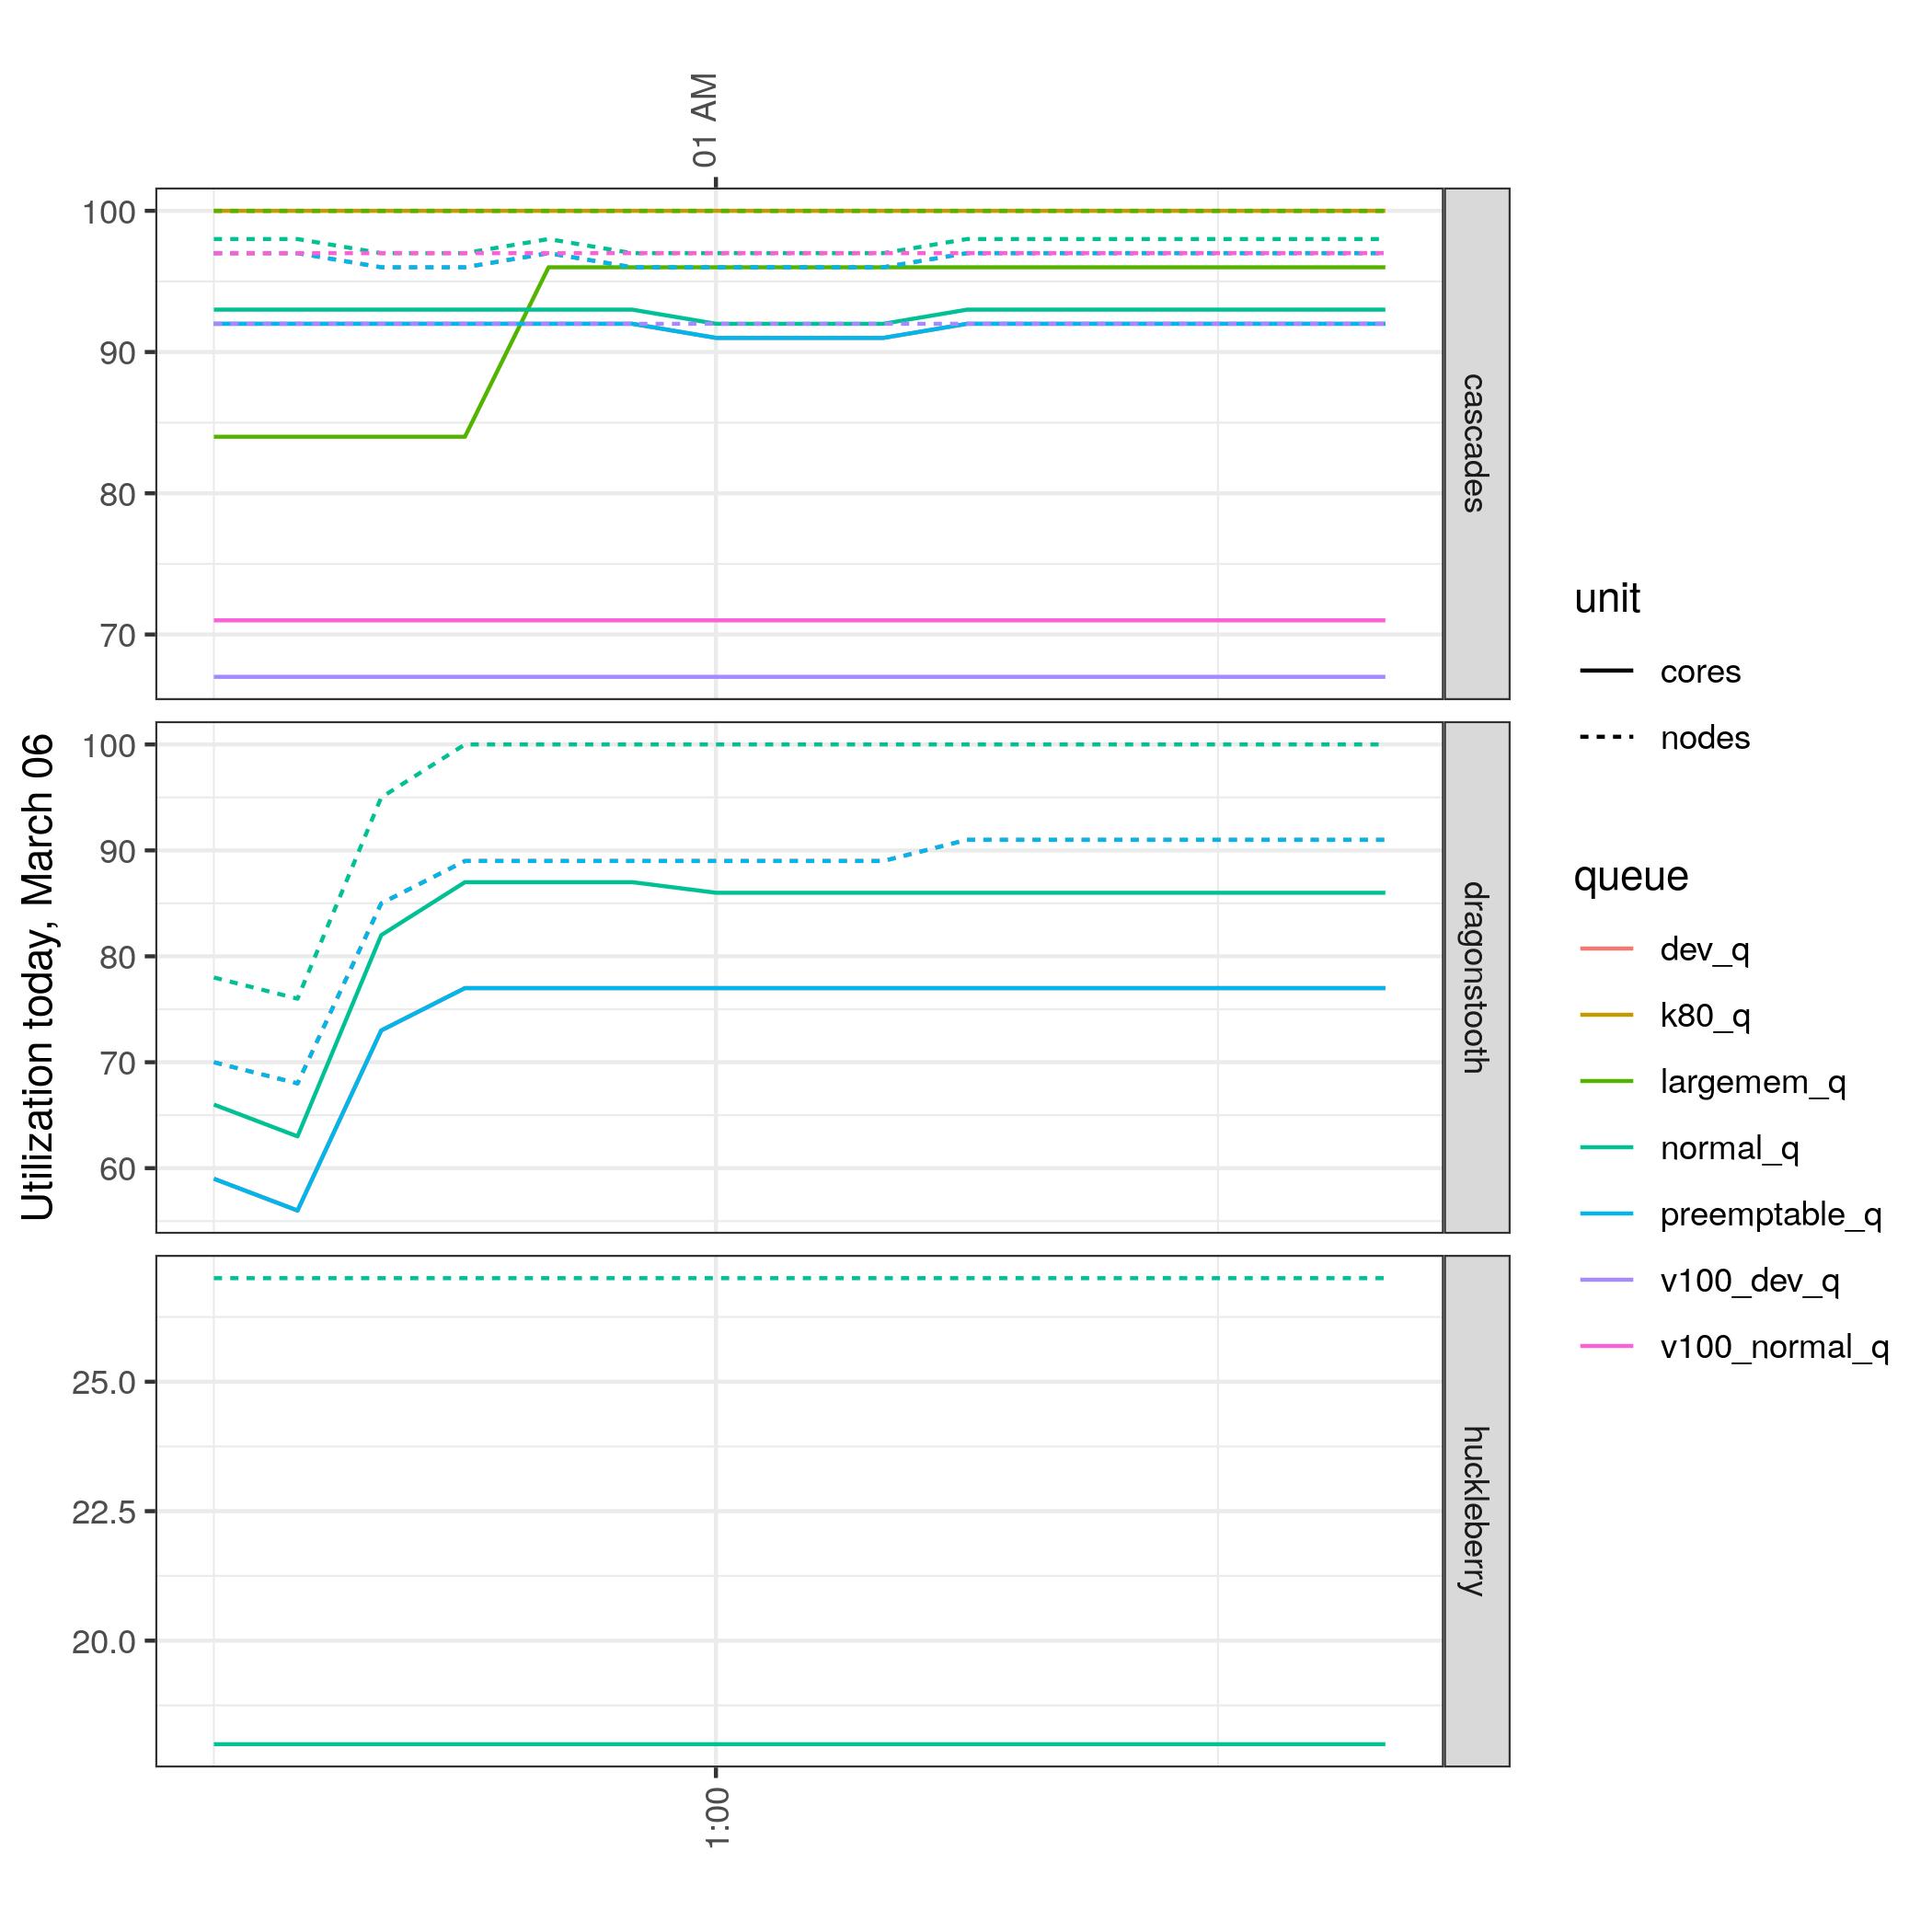 01 AM
100
90
80
70
cascades
100
90
80
70
60
dragonstooth
25.0
22.5
20.0
huckleberry
1:00
Utilization today, March 06
unit
cores
nodes
queue
dev_q
k80_q
largemem_q
normal_q
preemptable_q
v100_dev_q
v100_normal_q